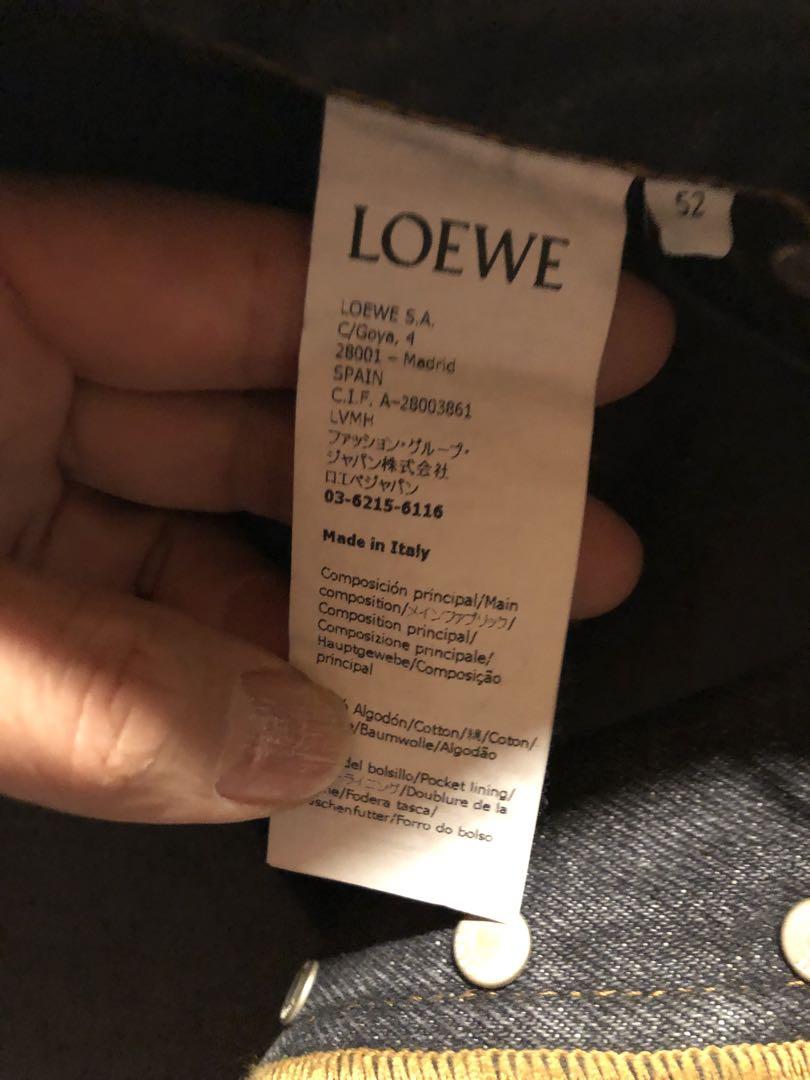 LOEWE
52
LOEWE S.A.
C/Goya, 4
28001 - Madrid
SPAIN
C.I.F. A-28003861
LVMH
ファッション・グループ・
ジャパン株式会社
ロエベジャパン
03-6215-6116
Made in Italy
Composición principal/Main
composition/メインファブリック/
Composition principal/
Composizione principale/
Hauptgewebe/Composição
principal
Algodón/Cotton/綿/Coton/
/Baumwolle/Algodão
del bolsillo/Pocket lining/
/Doublure de la
/Fodera tasca/
/Forro do bolso